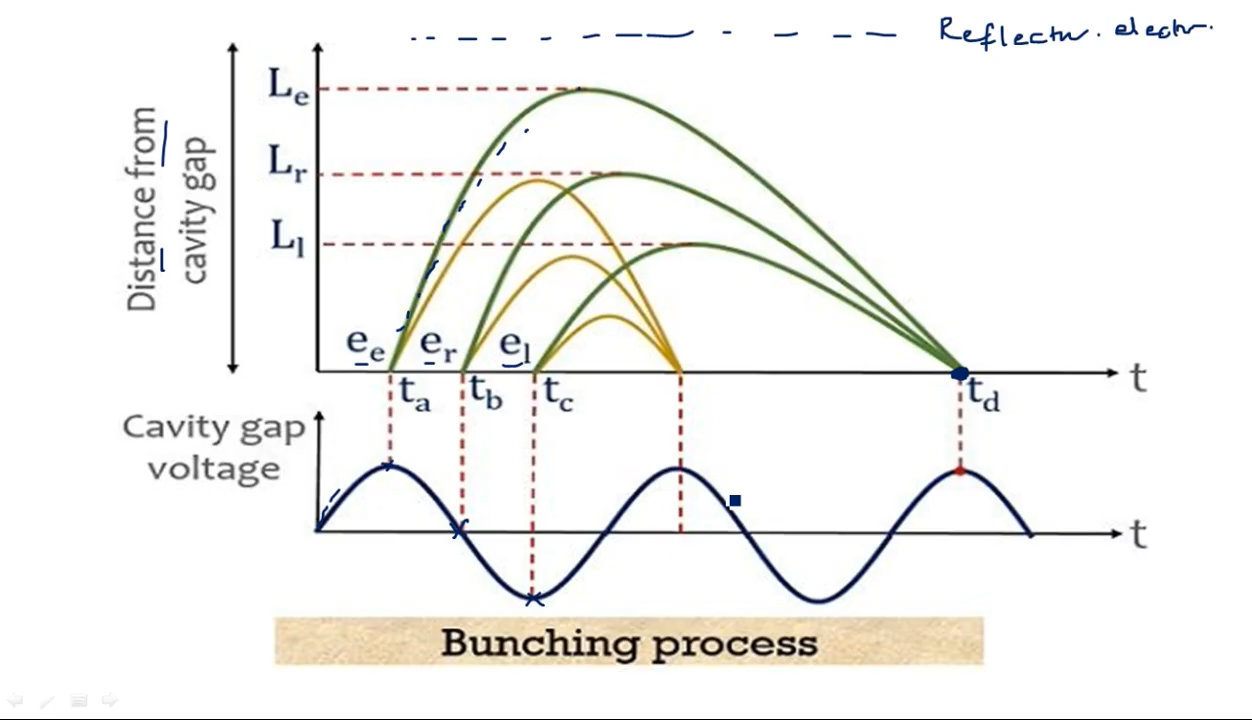 Reflectr. electr.
Distance from
cavity gap
Le
Lr
Ll
ee er el
ta tb tc td t
Cavity gap
voltage
t
Bunching process